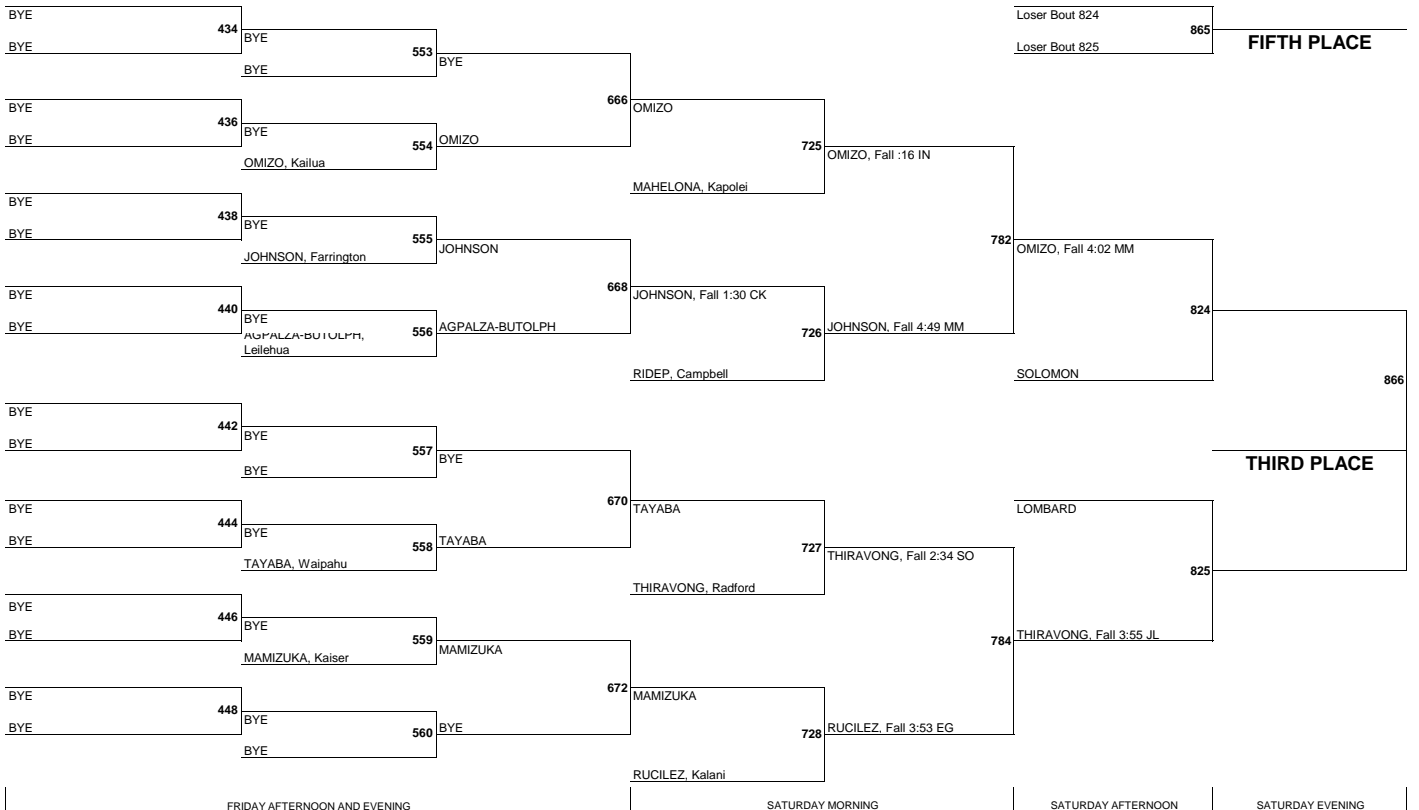 BYE
434
BYE
BYE
553
BYE
BYE
BYE
436
BYE
BYE
554
OMIZO, Kailua
OMIZO
666
OMIZO
725
MAHELONA, Kapolei
OMIZO, Fall :16 IN
BYE
438
BYE
BYE
555
JOHNSON, Farrington
JOHNSON
668
JOHNSON, Fall 1:30 CK
BYE
440
BYE
BYE
556
AGPALZA-BUTOLPH,
Leilehua
AGPALZA-BUTOLPH
726
JOHNSON, Fall 4:49 MM
RIDEP, Campbell
782
OMIZO, Fall 4:02 MM
824
SOLOMON
Loser Bout 824
865
Loser Bout 825
FIFTH PLACE
866
THIRD PLACE
BYE
442
BYE
BYE
557
BYE
BYE
BYE
444
BYE
BYE
558
TAYABA, Waipahu
TAYABA
670
TAYABA
727
THIRAVONG, Radford
THIRAVONG, Fall 2:34 SO
BYE
446
BYE
BYE
559
MAMIZUKA, Kaiser
MAMIZUKA
672
MAMIZUKA
BYE
448
BYE
BYE
560
BYE
BYE
728
RUCILEZ, Fall 3:53 EG
RUCILEZ, Kalani
784
THIRAVONG, Fall 3:55 JL
LOMBARD
825
FRIDAY AFTERNOON AND EVENING
SATURDAY MORNING
SATURDAY AFTERNOON
SATURDAY EVENING